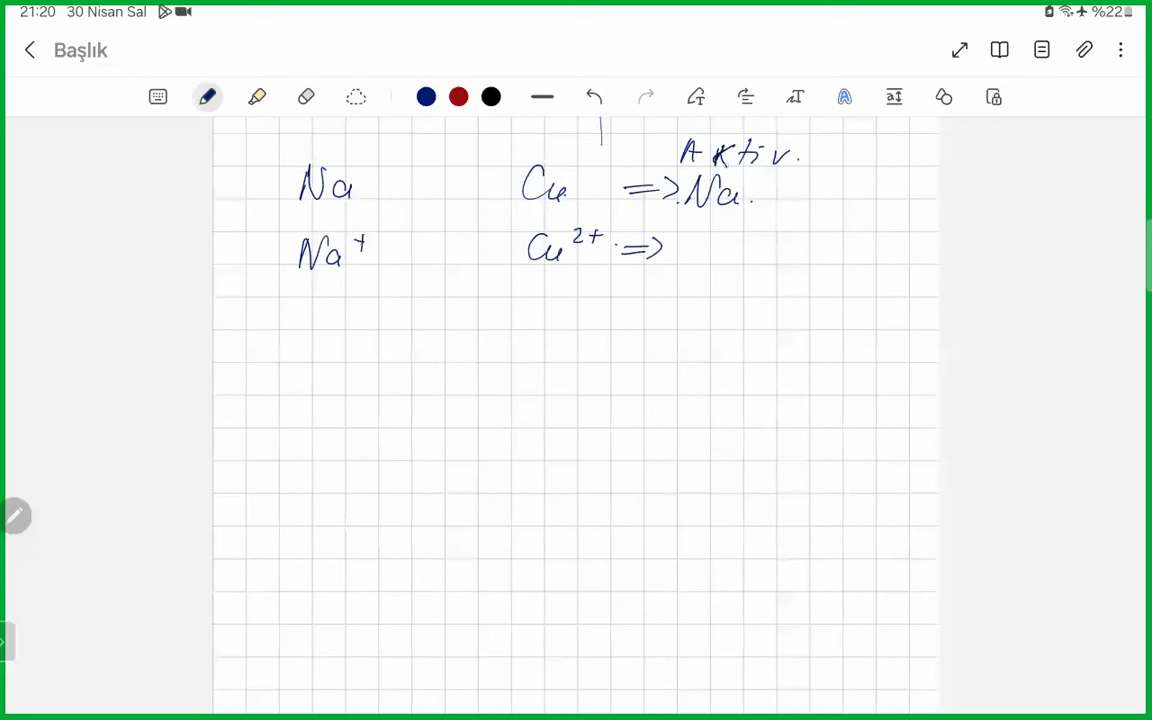 21:20 30 Nisan Sal %22
Başlık
Aktiv.
Na Cu => Na.
Na+ Cu2+ =>